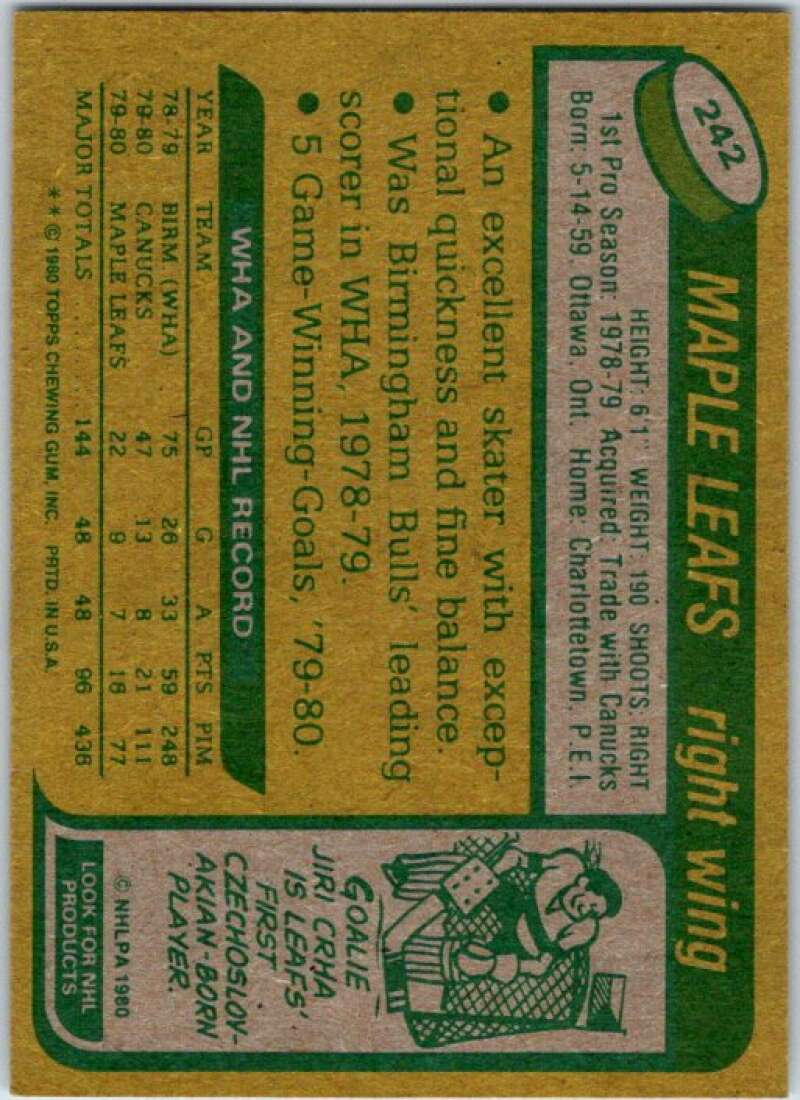 242
MAPLE LEAFS right wing
HEIGHT: 6'1" WEIGHT: 190 SHOOTS: RIGHT
1st Pro Season: 1978-79 Acquired: Trade with Canucks
Born: 5-14-59, Ottawa, Ont. Home: Charlottetown, P.E.I.
● An excellent skater with excep-
tional quickness and fine balance.
● Was Birmingham Bulls' leading
scorer in WHA, 1978-79.
● 5 Game-Winning-Goals, '79-80.
WHA AND NHL RECORD
YEAR TEAM GP G A PTS PIM
78-79 BIRM. (WHA) . 75 26 33 59 248
79-80 CANUCKS 47 13 8 21 111
79-80 MAPLE LEAFS 22 9 7 16 77
MAJOR TOTALS ....... 144 48 48 96 436
* * © 1980 TOPPS CHEWING GUM, INC. PRTD. IN U.S.A.
GOALIE
JIRI CRHA
IS LEAFS'
FIRST
CZECHOSLOV-
AKIAN-BORN
PLAYER.
© NHLPA 1980
LOOK FOR NHL
PRODUCTS